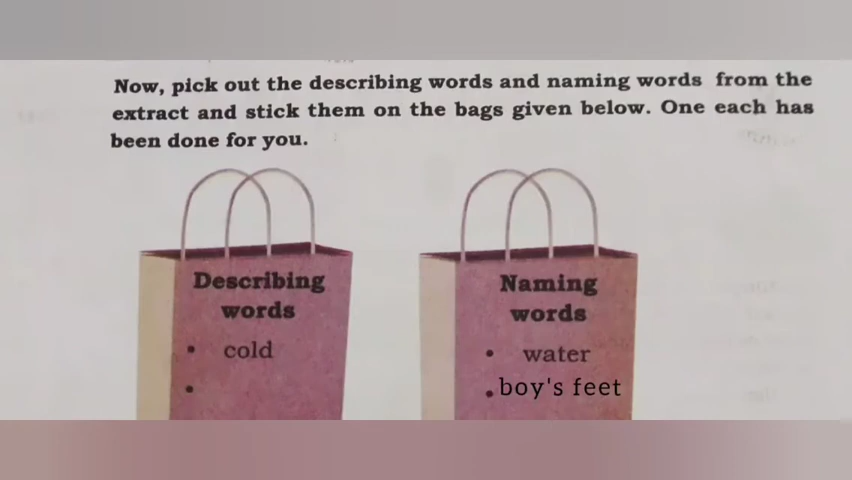 Now, pick out the describing words and naming words from the
extract and stick them on the bags given below. One each has
been done for you.
Describing
words
• cold
•
Naming
words
• water
• boy's feet